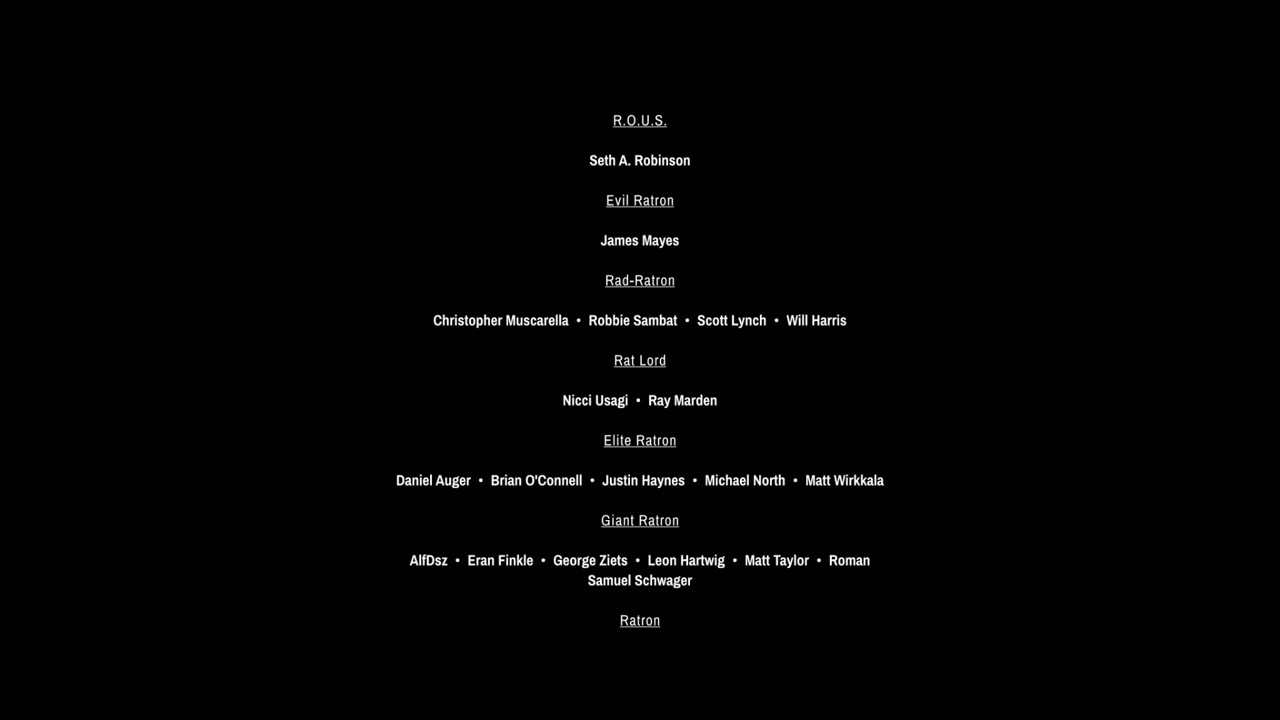 R.O.U.S.
Seth A. Robinson
Evil Ratron
James Mayes
Rad-Ratron
Christopher Muscarella • Robbie Sambat • Scott Lynch • Will Harris
Rat Lord
Nicci Usagi • Ray Marden
Elite Ratron
Daniel Auger • Brian O'Connell • Justin Haynes • Michael North • Matt Wirkkala
Giant Ratron
AlfDsz • Eran Finkle • George Ziets • Leon Hartwig • Matt Taylor • Roman
Samuel Schwager
Ratron